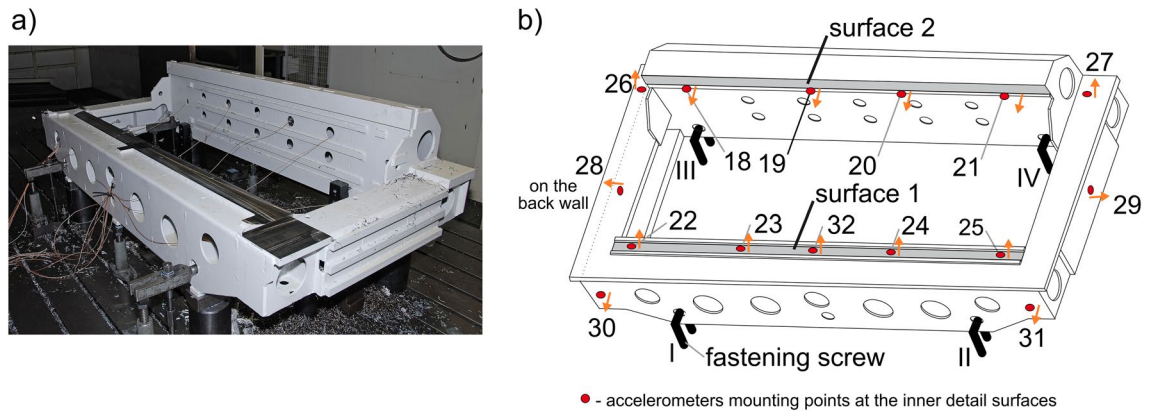 a)
b)
surface 2
26
27
18
19
20
21
III
IV
28
on the
back wall
surface 1
29
22
23
32
24
25
30
31
I
II
fastening screw
- accelerometers mounting points at the inner detail surfaces